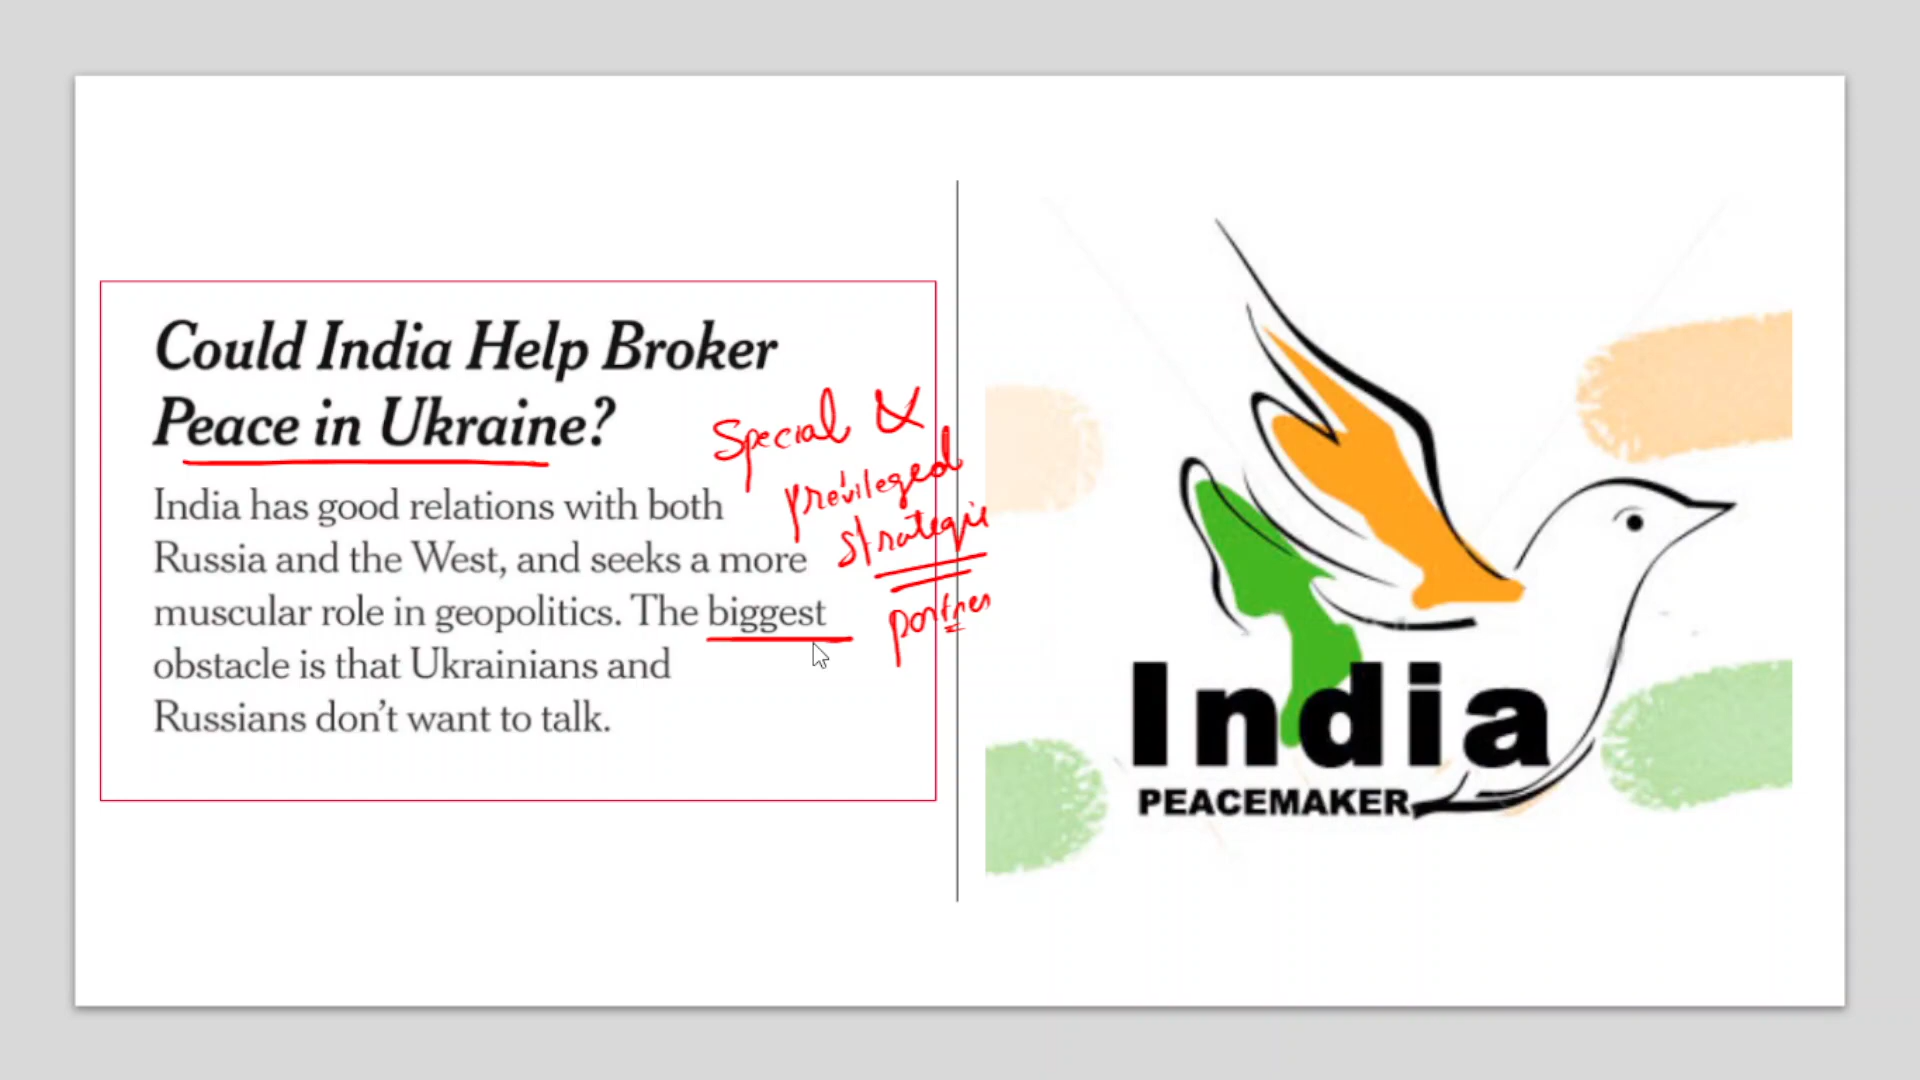 Could India Help Broker
Peace in Ukraine?
India has good relations with both
Russia and the West, and seeks a more
muscular role in geopolitics. The biggest
obstacle is that Ukrainians and
Russians don't want to talk.
Special &
previleged
strategic
partner
India
PEACEMAKER